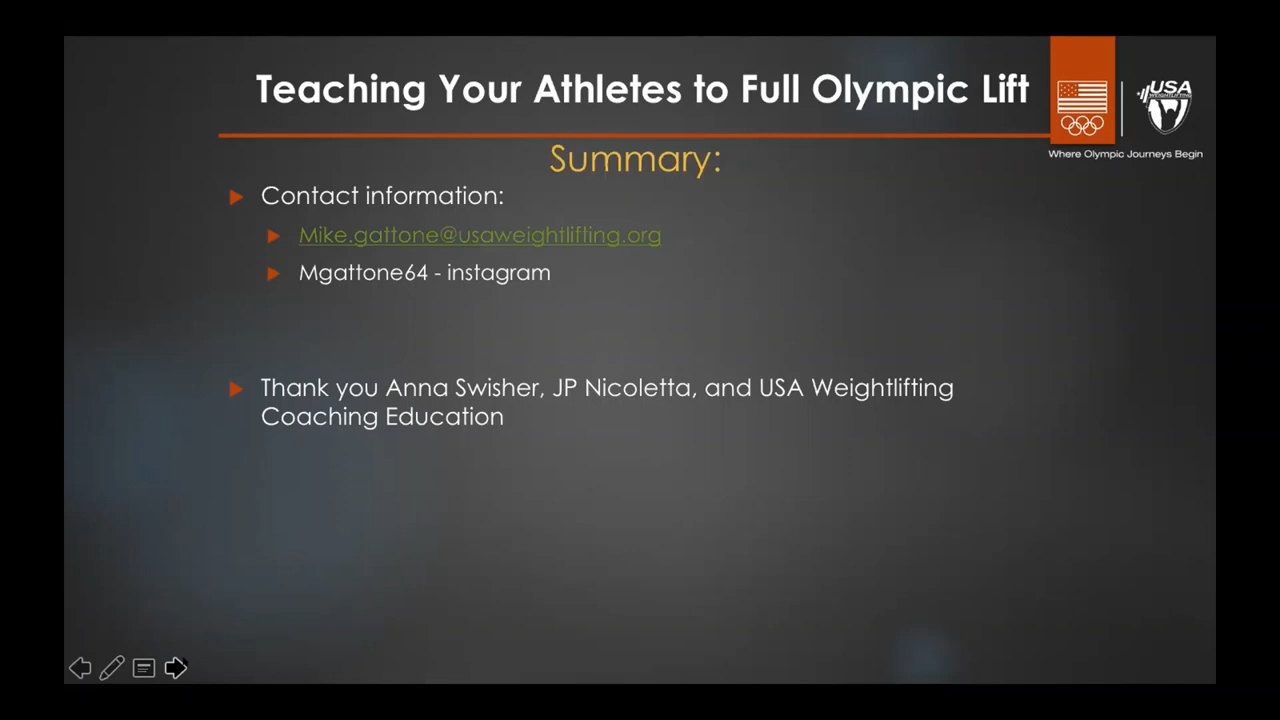 Teaching Your Athletes to Full Olympic Lift
USA
WEIGHTLIFTING
Where Olympic Journeys Begin
Summary:
Contact information:
Mike.gattone@usaweightlifting.org
Mgattone64 - instagram
Thank you Anna Swisher, JP Nicoletta, and USA Weightlifting
Coaching Education